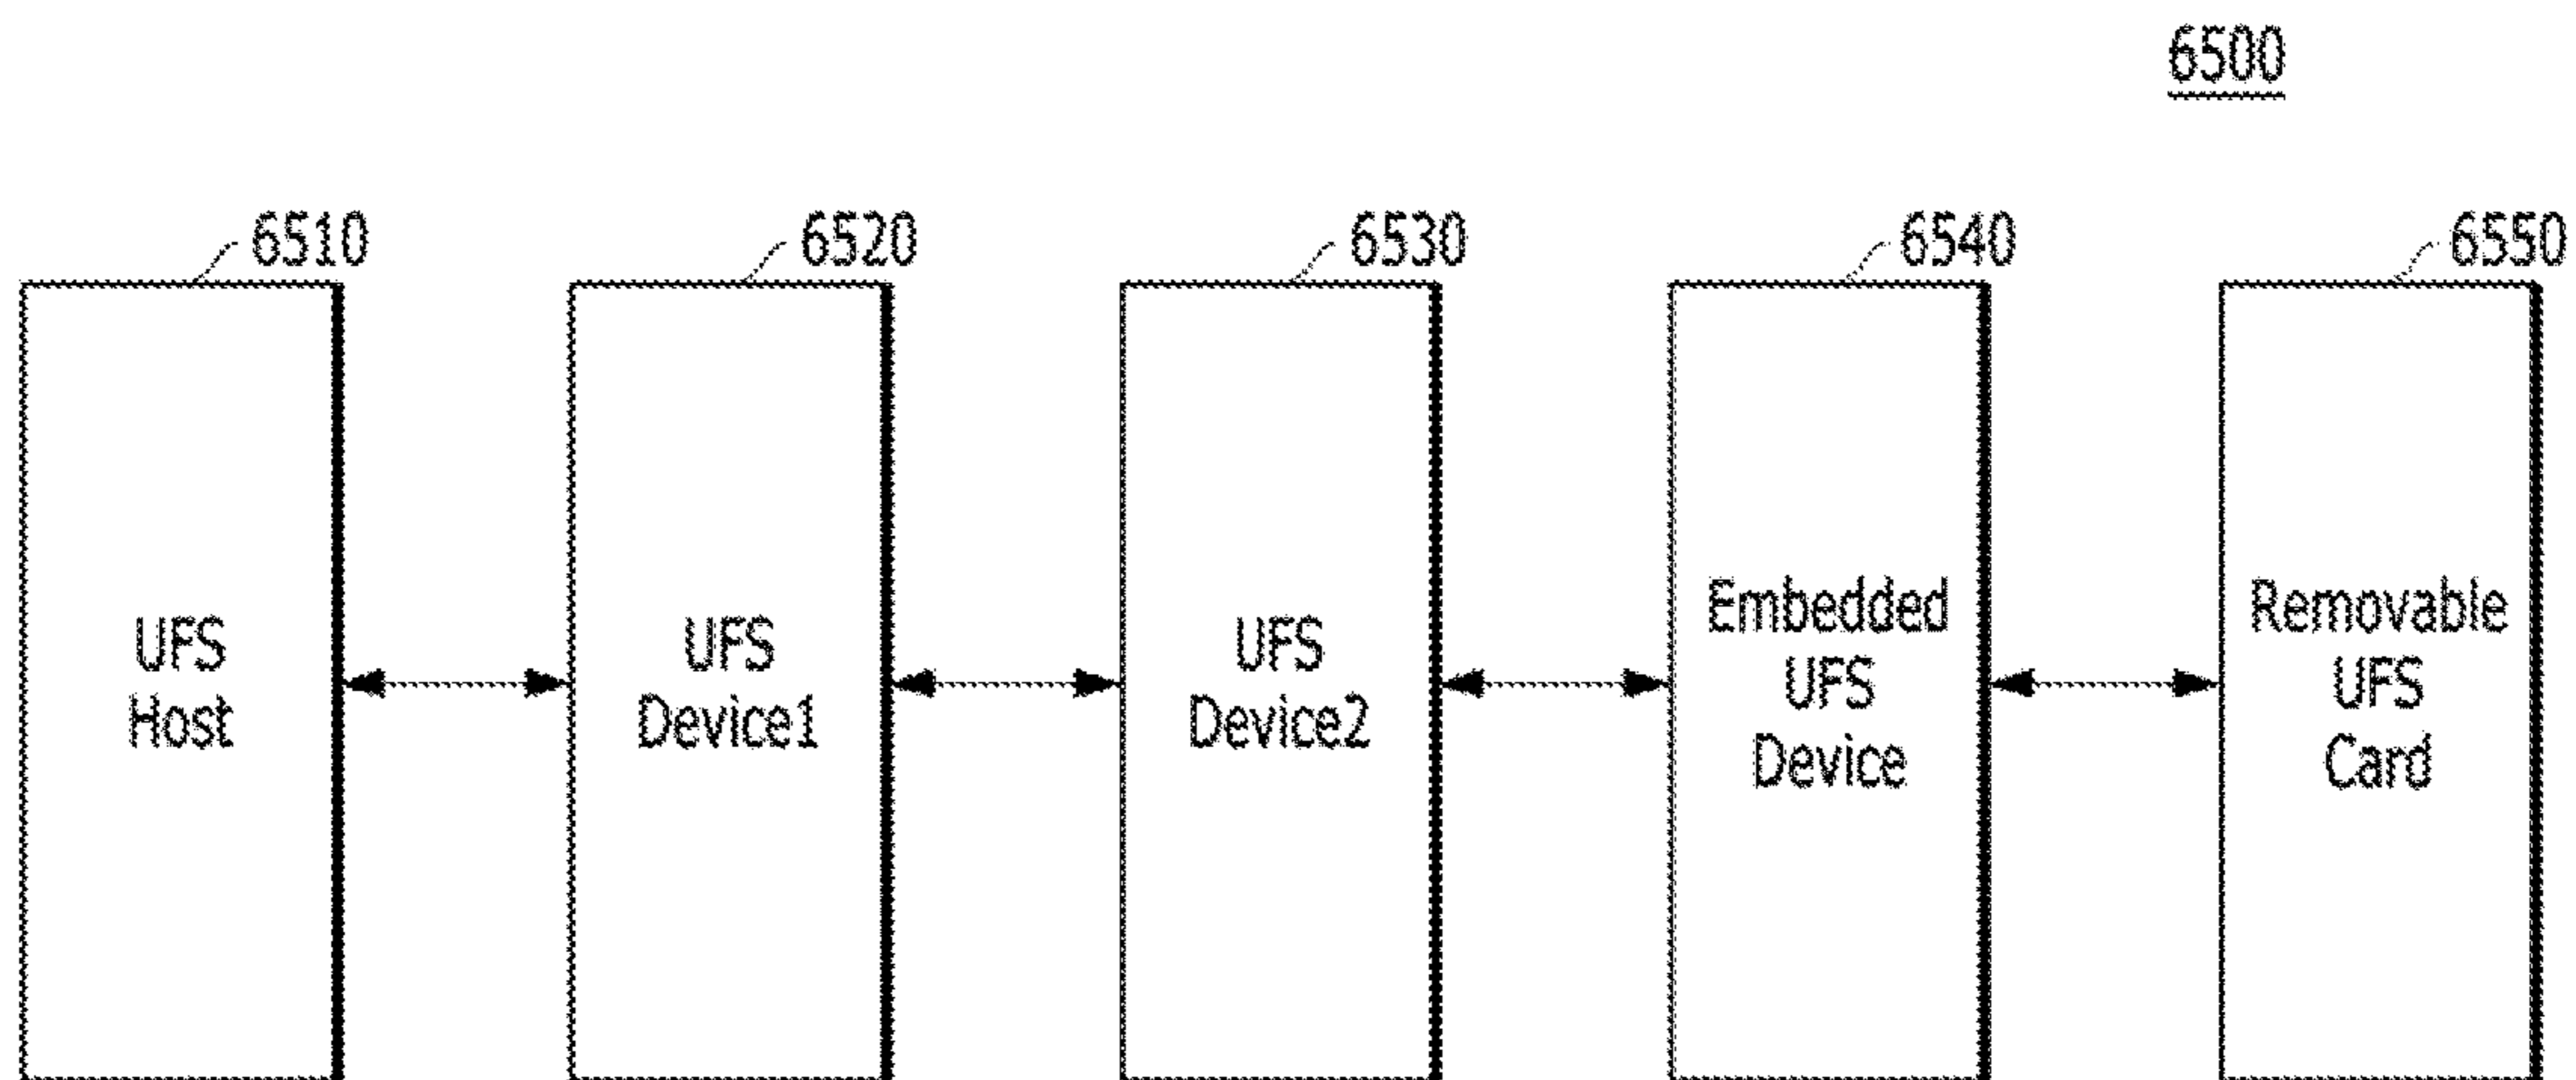 6500
6510
6520
6530
6540
6550
UFS
Host
UFS
Device1
UFS
Device2
Embedded
UFS
Device
Removable
UFS
Card